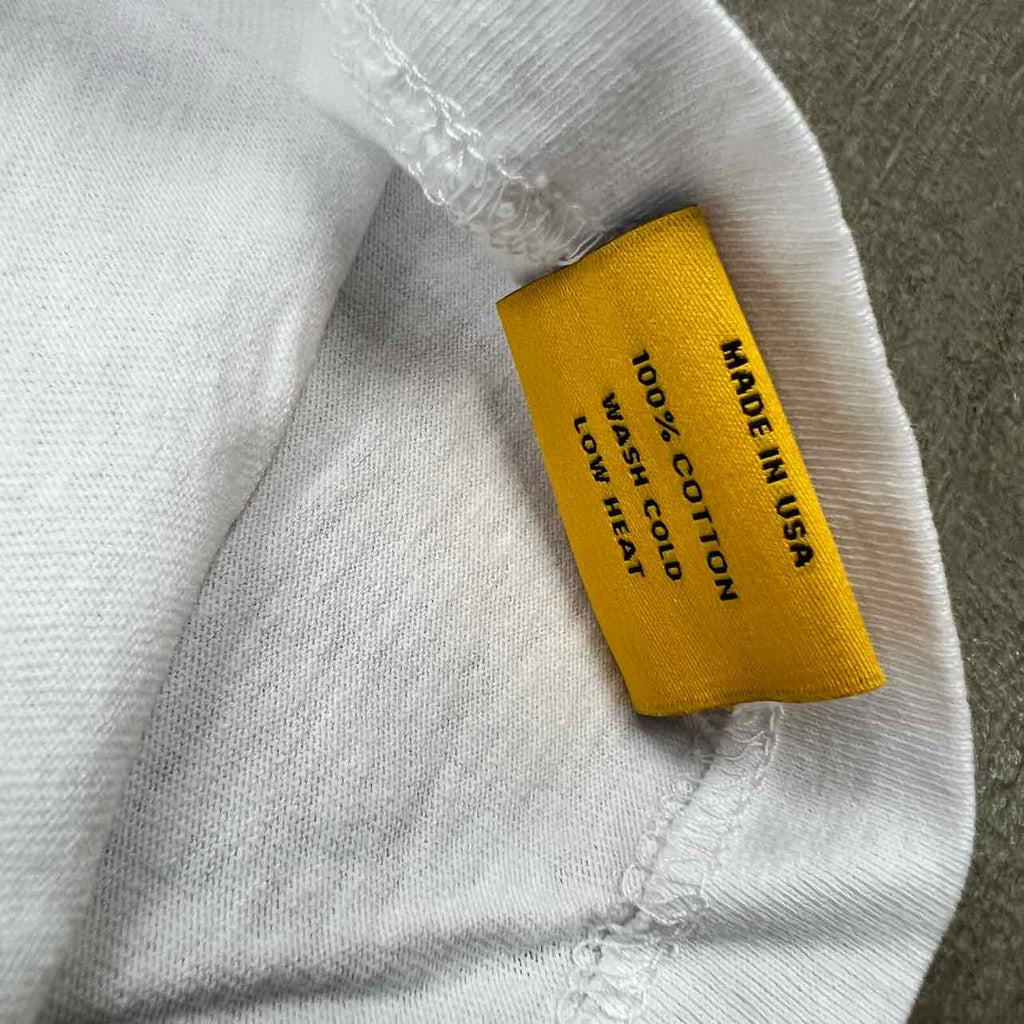 MADE IN USA
100% COTTON
WASH COLD
LOW HEAT